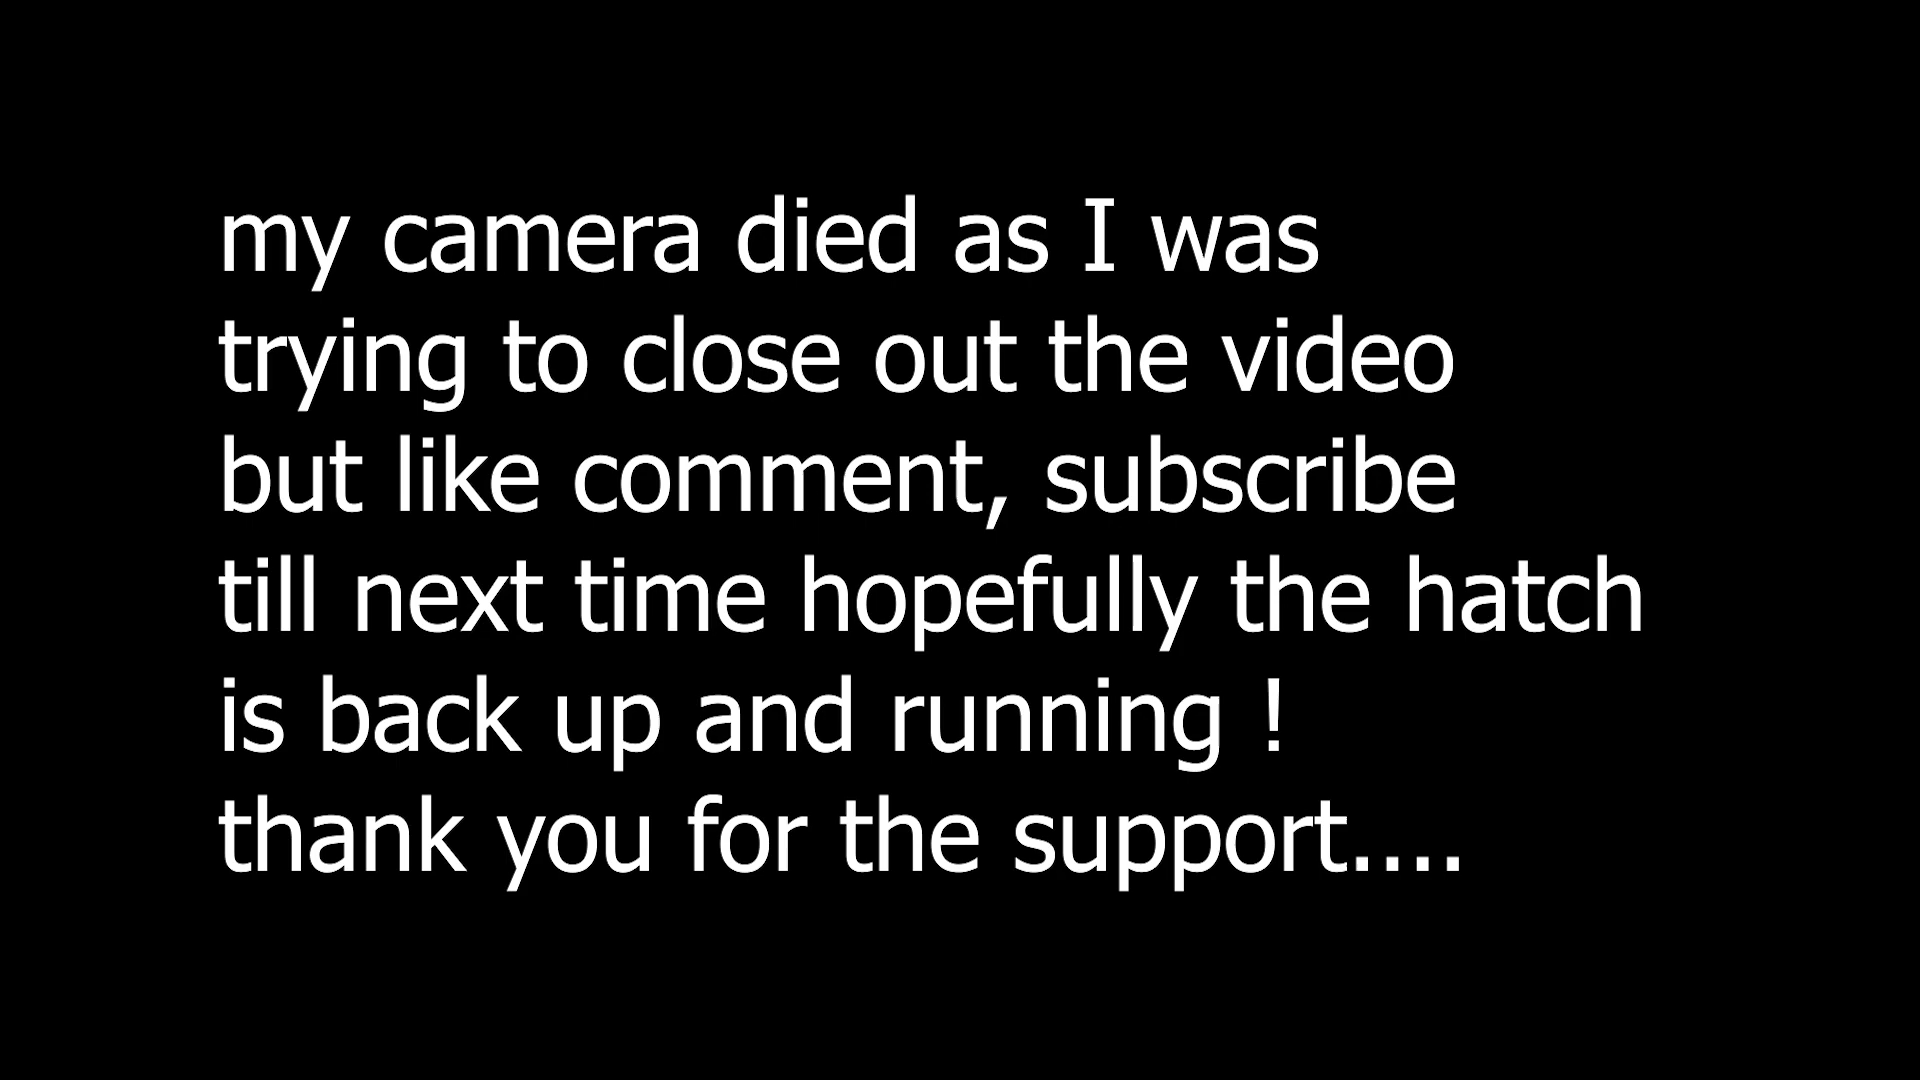 my camera died as I was
trying to close out the video
but like comment, subscribe
till next time hopefully the hatch
is back up and running !
thank you for the support....